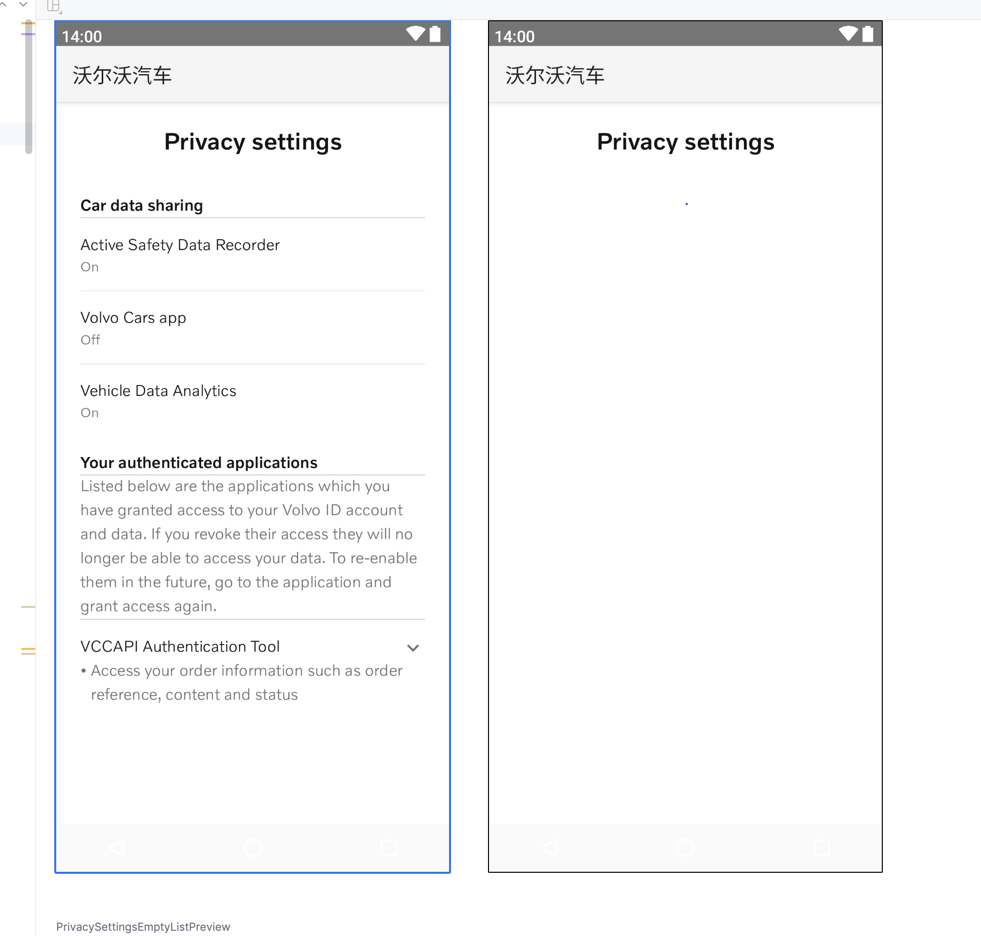 14:00
沃尔沃汽车
Privacy settings
Car data sharing
Active Safety Data Recorder
On
Volvo Cars app
Off
Vehicle Data Analytics
On
Your authenticated applications
Listed below are the applications which you
have granted access to your Volvo ID account
and data. If you revoke their access they will no
longer be able to access your data. To re-enable
them in the future, go to the application and
grant access again.
VCCAPI Authentication Tool
• Access your order information such as order
reference, content and status
14:00
沃尔沃汽车
Privacy settings
PrivacySettingsEmptyListPreview